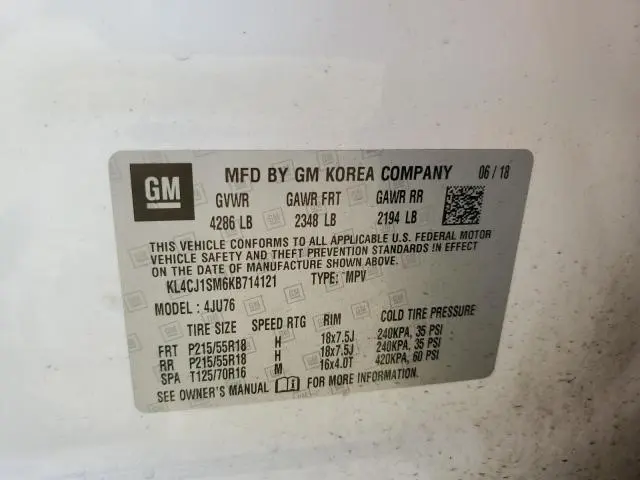 GM MFD BY GM KOREA COMPANY 06 / 18
GVWR GAWR FRT GAWR RR
4286 LB 2348 LB 2194 LB
THIS VEHICLE CONFORMS TO ALL APPLICABLE U.S. FEDERAL MOTOR
VEHICLE SAFETY AND THEFT PREVENTION STANDARDS IN EFFECT
ON THE DATE OF MANUFACTURE SHOWN ABOVE.
KL4CJ1SM6KB714121 TYPE: MPV
MODEL : 4JU76
TIRE SIZE SPEED RTG RIM COLD TIRE PRESSURE
FRT P215/55R18 H 18x7.5J 240KPA, 35 PSI
RR P215/55R18 H 18x7.5J 240KPA, 35 PSI
SPA T125/70R16 M 16x4.0T 420KPA, 60 PSI
SEE OWNER'S MANUAL FOR MORE INFORMATION.